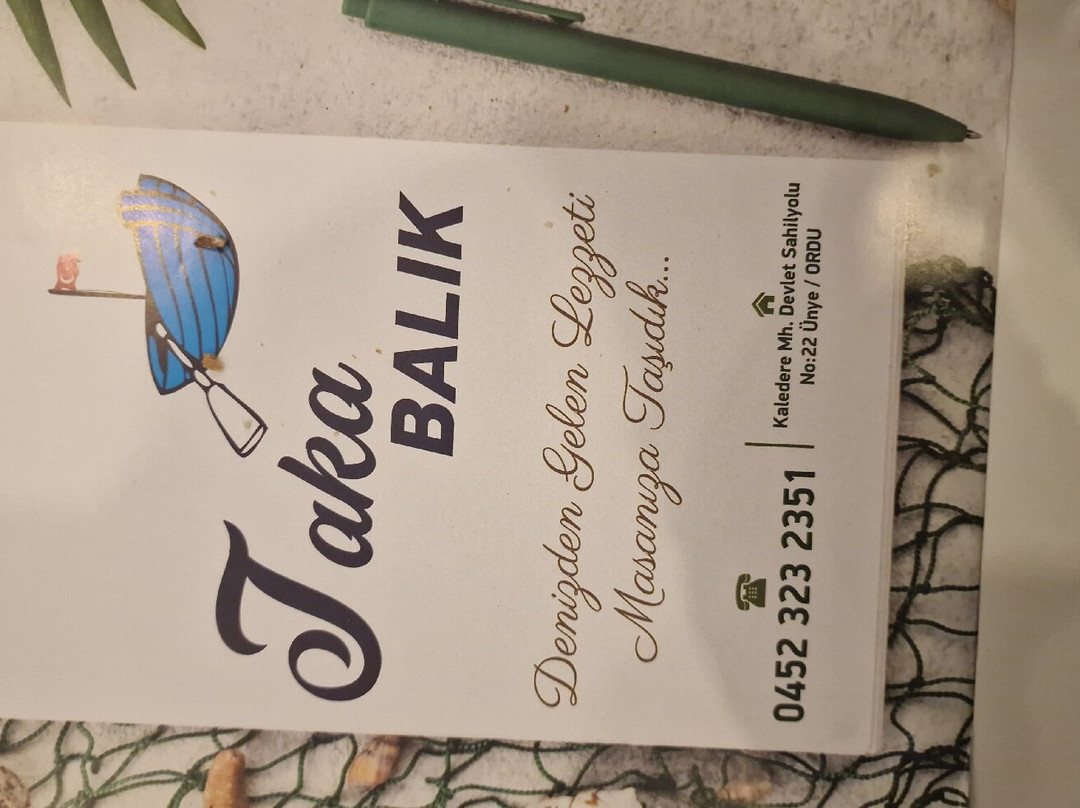 Taka
BALIK
Denizden Gelen Lezzeti
Masanıza Taşıdık...
0452 323 2351
Kaledere Mh. Devlet Sahilyolu
No:22 Ünye / ORDU